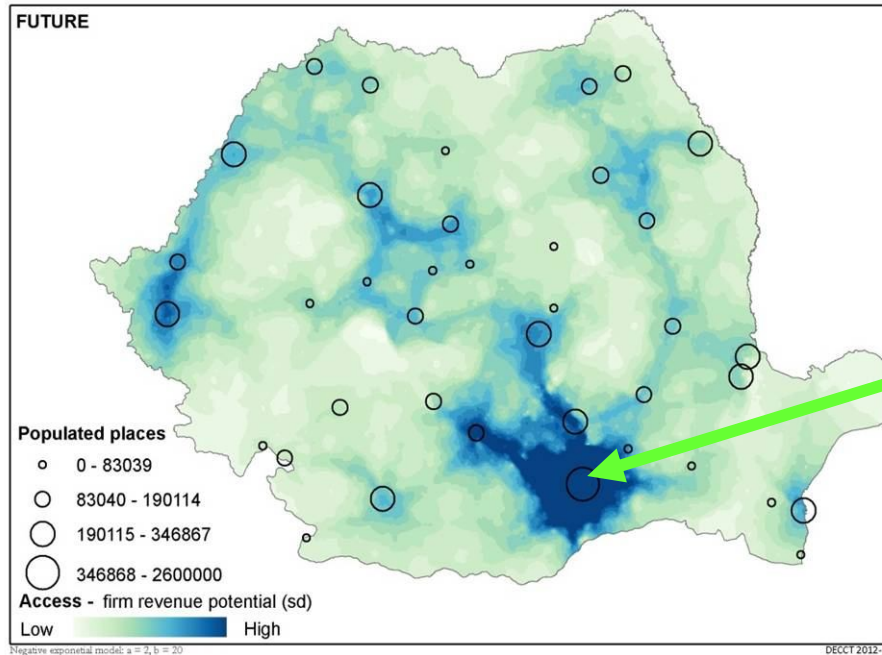 FUTURE
Populated places
0 - 83039
83040 - 190114
190115 - 346867
346868 - 2600000
Access - firm revenue potential (sd)
Low High
Negative exponetial model: a = 2, b = 20
DECCT 2012-